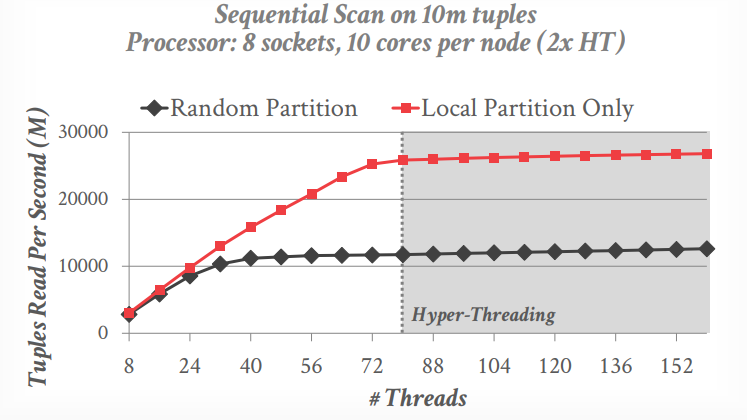 Sequential Scan on 10m tuples
Processor: 8 sockets, 10 cores per node (2x HT)
Random Partition
Local Partition Only
Tuples Read Per Second (M)
30000
20000
10000
0
Hyper-Threading
8 24 40 56 72 88 104 120 136 152
# Threads